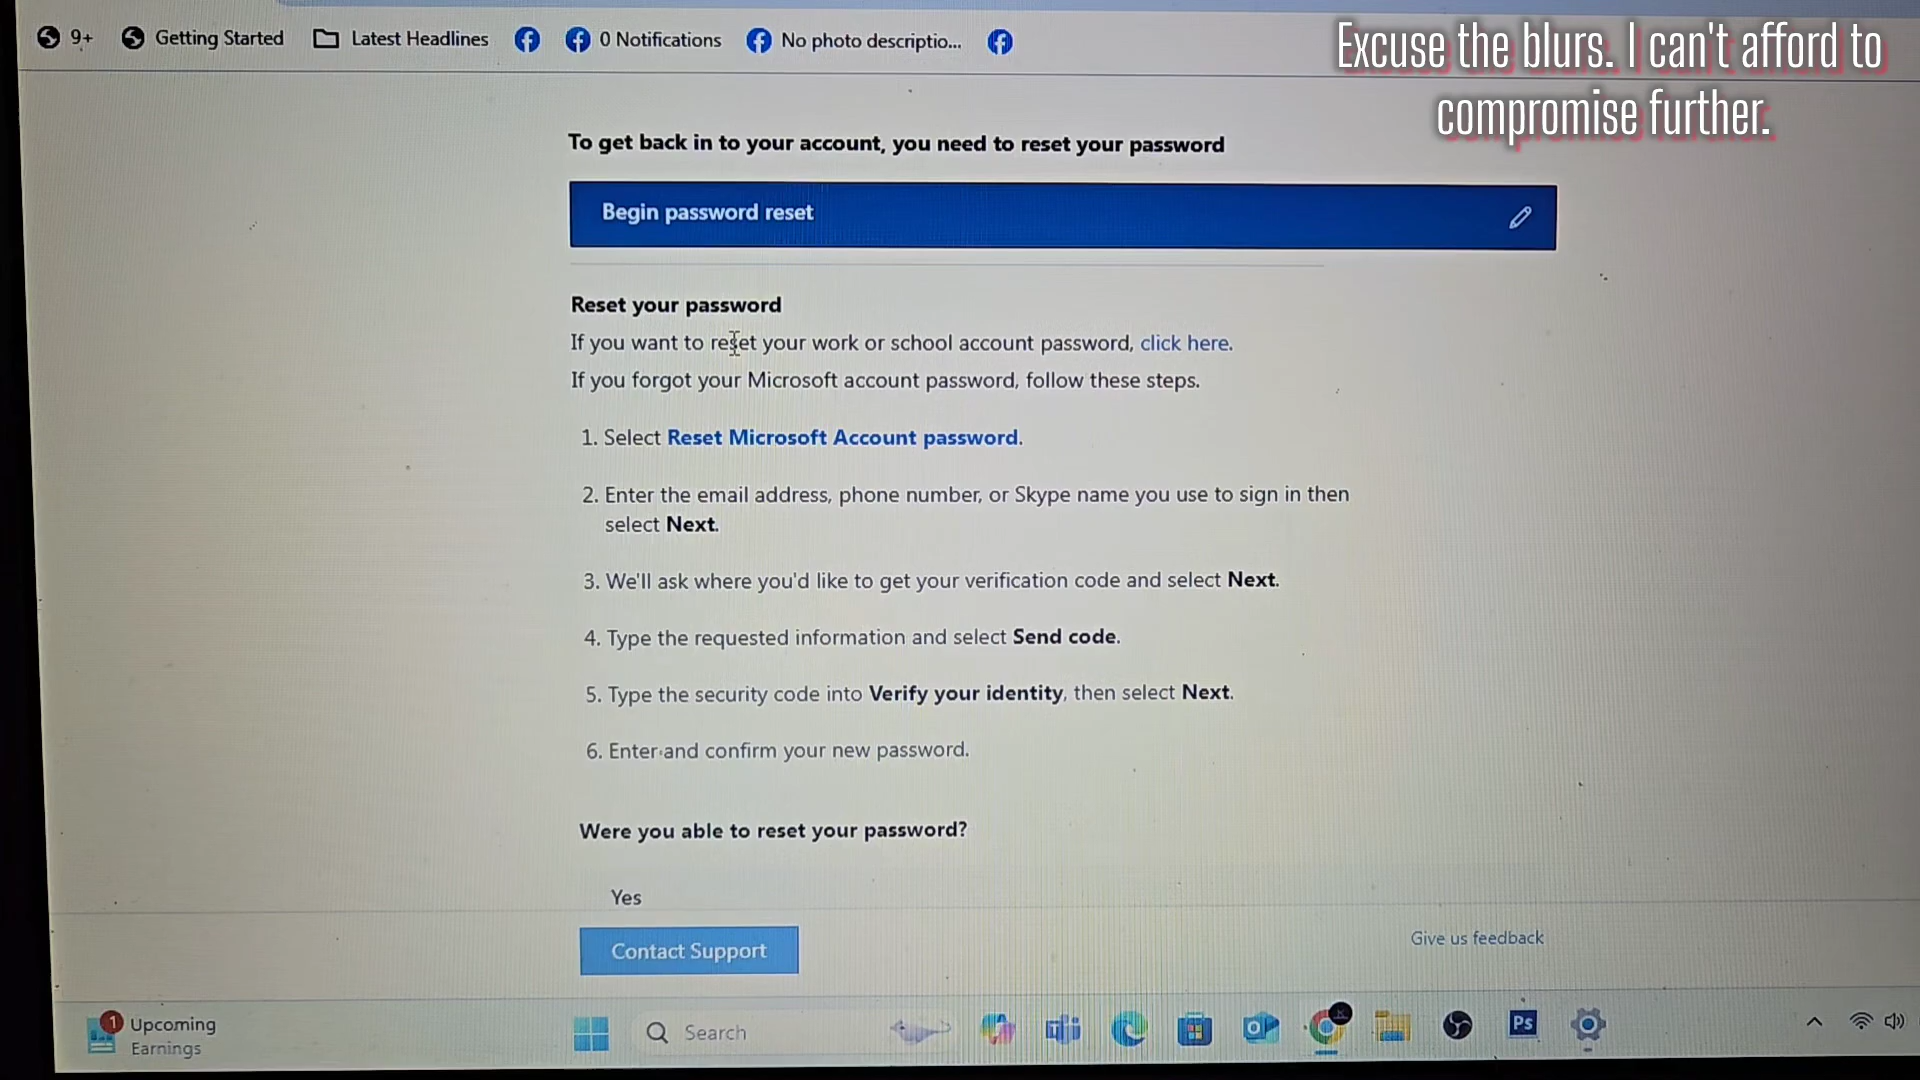 9+ Getting Started Latest Headlines 0 Notifications No photo descriptio...
Excuse the blurs. I can't afford to
compromise further.
To get back in to your account, you need to reset your password
Begin password reset
Reset your password
If you want to reset your work or school account password, click here.
If you forgot your Microsoft account password, follow these steps.
1. Select Reset Microsoft Account password.
2. Enter the email address, phone number, or Skype name you use to sign in then
select Next.
3. We'll ask where you'd like to get your verification code and select Next.
4. Type the requested information and select Send code.
5. Type the security code into Verify your identity, then select Next.
6. Enter and confirm your new password.
Were you able to reset your password?
Yes
Contact Support
Give us feedback
1 Upcoming
Earnings
Search
Ps